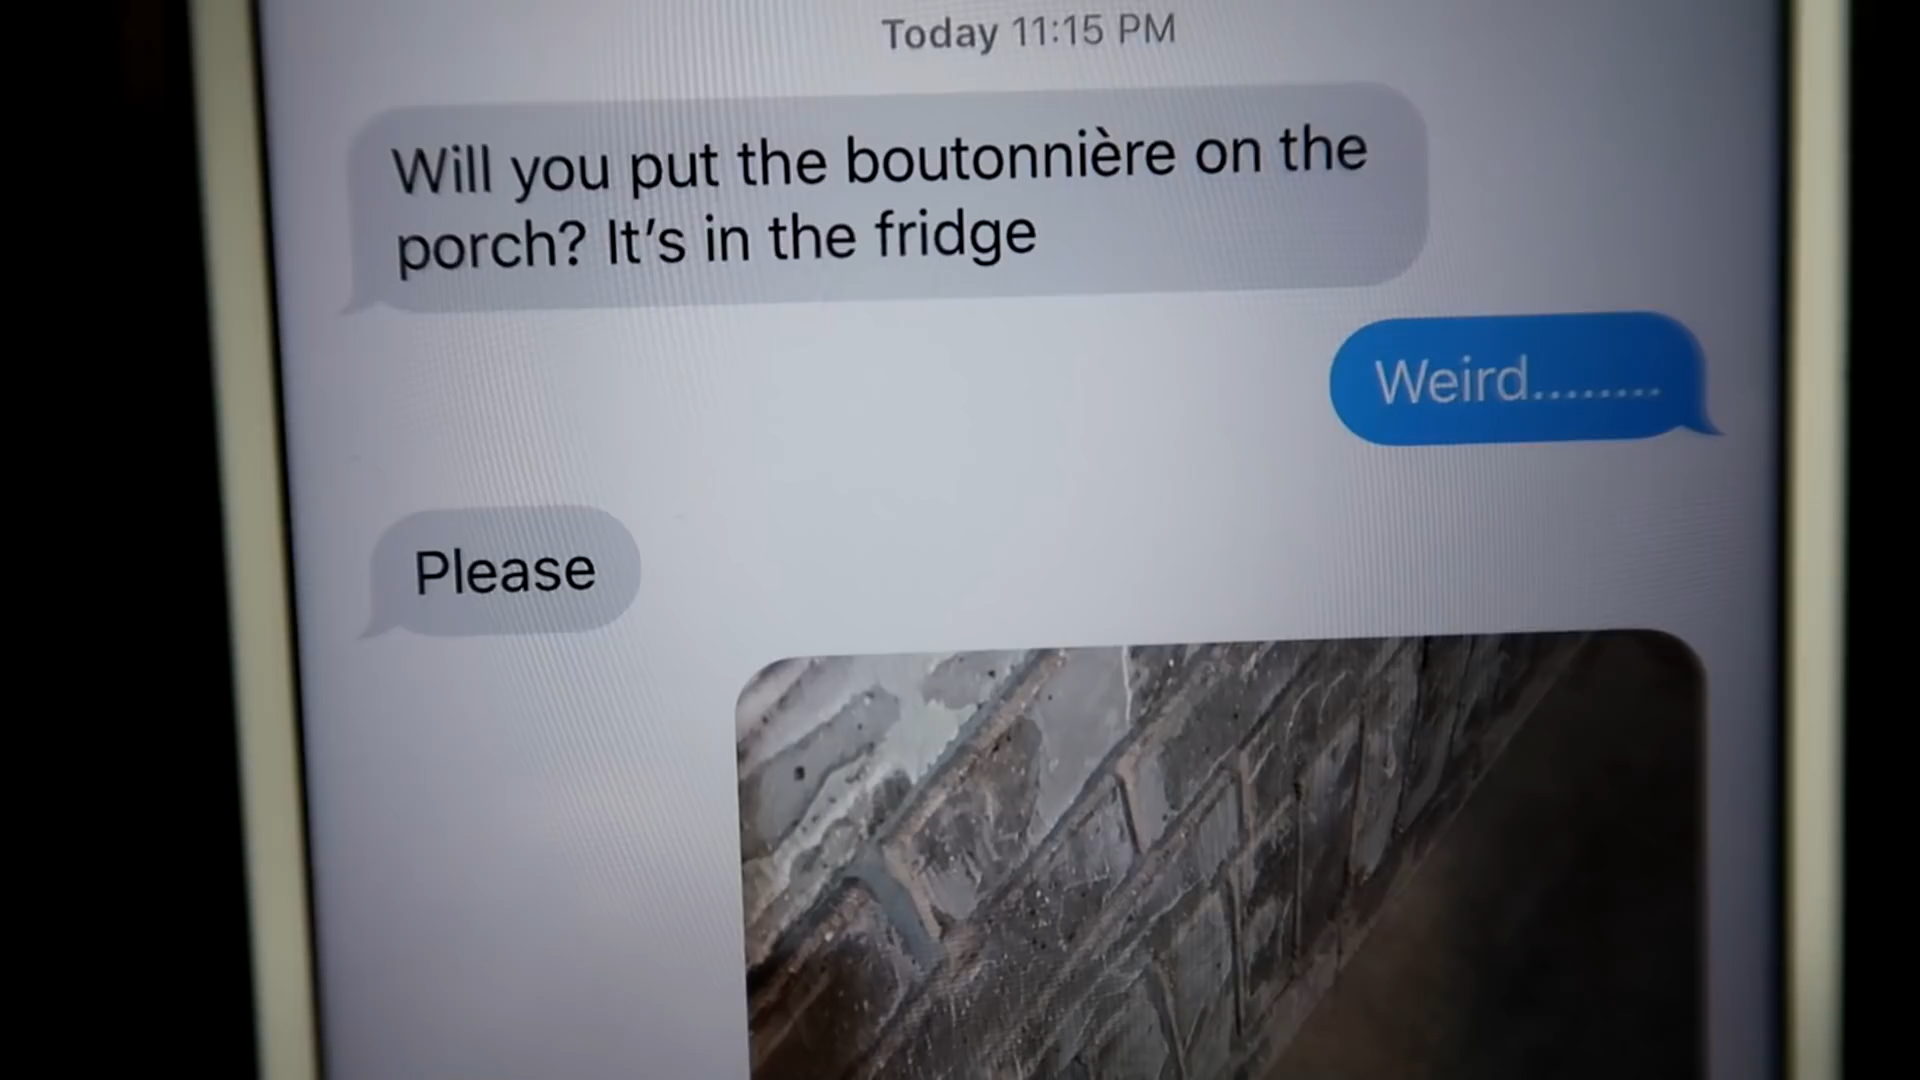 Today 11:15 PM
Will you put the boutonnière on the
porch? It’s in the fridge
Weird........
Please